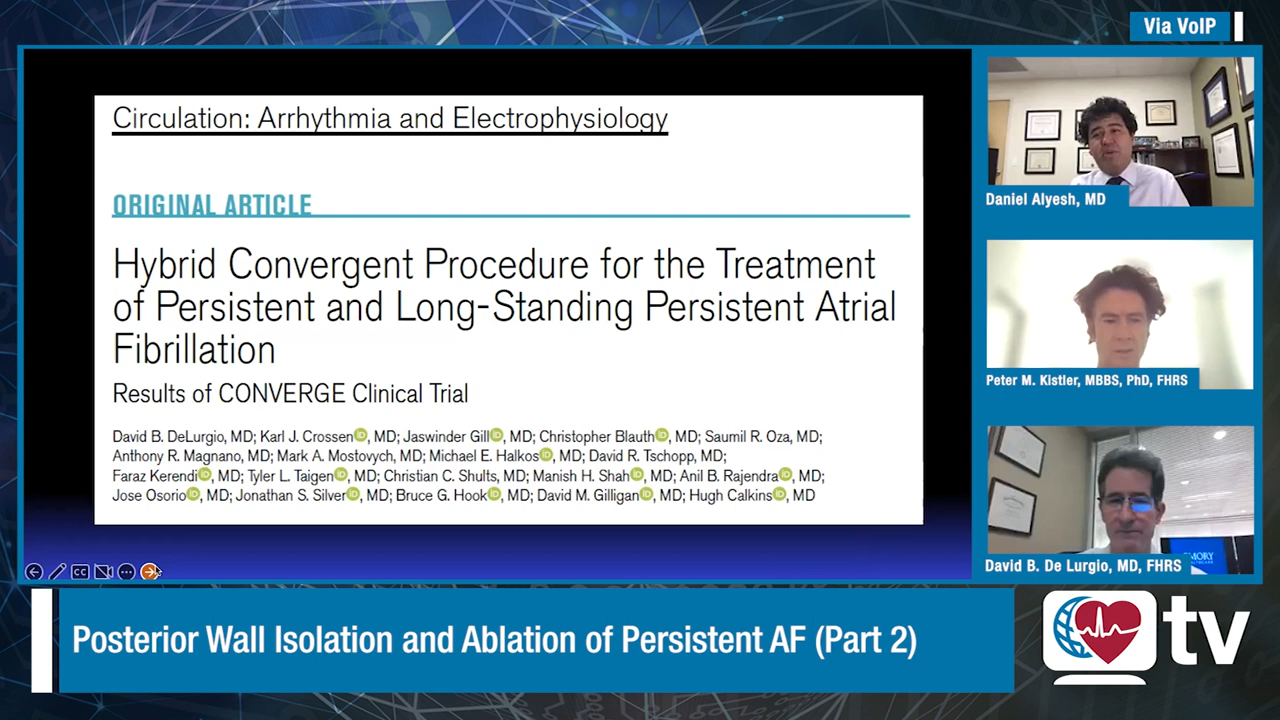 Via VoIP
Circulation: Arrhythmia and Electrophysiology
ORIGINAL ARTICLE
Hybrid Convergent Procedure for the Treatment
of Persistent and Long-Standing Persistent Atrial
Fibrillation
Results of CONVERGE Clinical Trial
David B. DeLurgio, MD; Karl J. Crossen, MD; Jaswinder Gill, MD; Christopher Blauth, MD; Saumil R. Oza, MD;
Anthony R. Magnano, MD; Mark A. Mostovych, MD; Michael E. Halkos, MD; David R. Tschopp, MD;
Faraz Kerendi, MD; Tyler L. Taigen, MD; Christian C. Shults, MD; Manish H. Shah, MD; Anil B. Rajendra, MD;
Jose Osorio, MD; Jonathan S. Silver, MD; Bruce G. Hook, MD; David M. Gilligan, MD; Hugh Calkins, MD
Daniel Alyesh, MD
Peter M. Kistler, MBBS, PhD, FHRS
David B. De Lurgio, MD, FHRS
Posterior Wall Isolation and Ablation of Persistent AF (Part 2)
tv